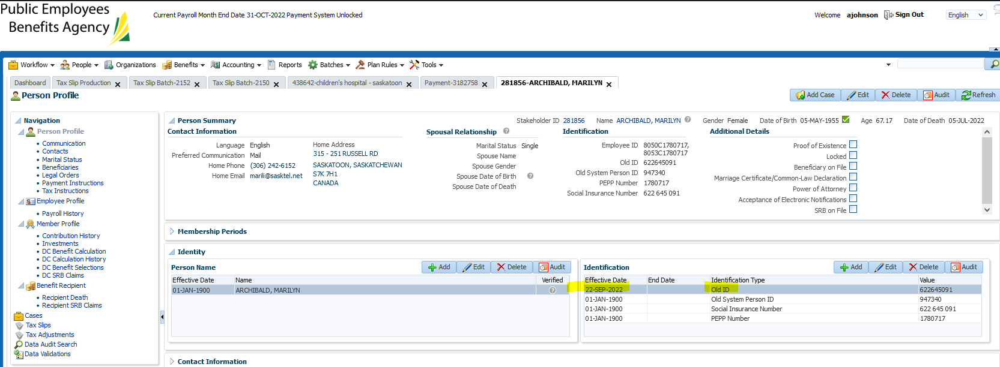 Public Employees
Benefits Agency
Current Payroll Month End Date 31-OCT-2022 Payment System Unlocked
Welcome ajohnson Sign Out English
Workflow People Organizations Benefits Accounting Reports Batches Plan Rules Tools
Dashboard Tax Slip Production Tax Slip Batch-2152 Tax Slip Batch-2150 438642-children's hospital - saskatoon Payment-3182758 281856-ARCHIBALD, MARILYN
Person Profile
Add Case Edit Delete Audit Refresh
Navigation
Person Profile
Communication
Contacts
Marital Status
Beneficiaries
Legal Orders
Payment Instructions
Tax Instructions
Employee Profile
Payroll History
Member Profile
Contribution History
Investments
DC Benefit Calculation
DC Calculation History
DC Benefit Selections
DC SRB Claims
Benefit Recipient
Recipient Death
Recipient SRB Claims
Cases
Tax Slips
Tax Adjustments
Data Audit Search
Data Validations
Person Summary
Stakeholder ID 281856 Name ARCHIBALD, MARILYN Gender Female Date of Birth 05-MAY-1955 Age 67.17 Date of Death 05-JUL-2022
Contact Information
Language English
Preferred Communication Mail
Home Phone (306) 242-6152
Home Email marili@sasktel.net
Home Address
315 - 251 RUSSELL RD
SASKATOON, SASKATCHEWAN
S7K 7H1
CANADA
Spousal Relationship
Marital Status Single
Spouse Name
Spouse Gender
Spouse Date of Birth
Spouse Date of Death
Identification
Employee ID 8050C1780717,
8053C1780717
Old ID 622645091
Old System Person ID 947340
PEPP Number 1780717
Social Insurance Number 622 645 091
Additional Details
Proof of Existence
Locked
Beneficiary on File
Marriage Certificate/Common-Law Declaration
Power of Attorney
Acceptance of Electronic Notifications
SRB on File
Membership Periods
Identity
Person Name
Add Edit Delete Audit
Effective Date Name Verified
01-JAN-1900 ARCHIBALD, MARILYN
Identification
Add Edit Delete Audit
Effective Date End Date Identification Type Value
22-SEP-2022 Old ID 622645091
01-JAN-1900 Old System Person ID 947340
01-JAN-1900 Social Insurance Number 622 645 091
01-JAN-1900 PEPP Number 1780717
Contact Information